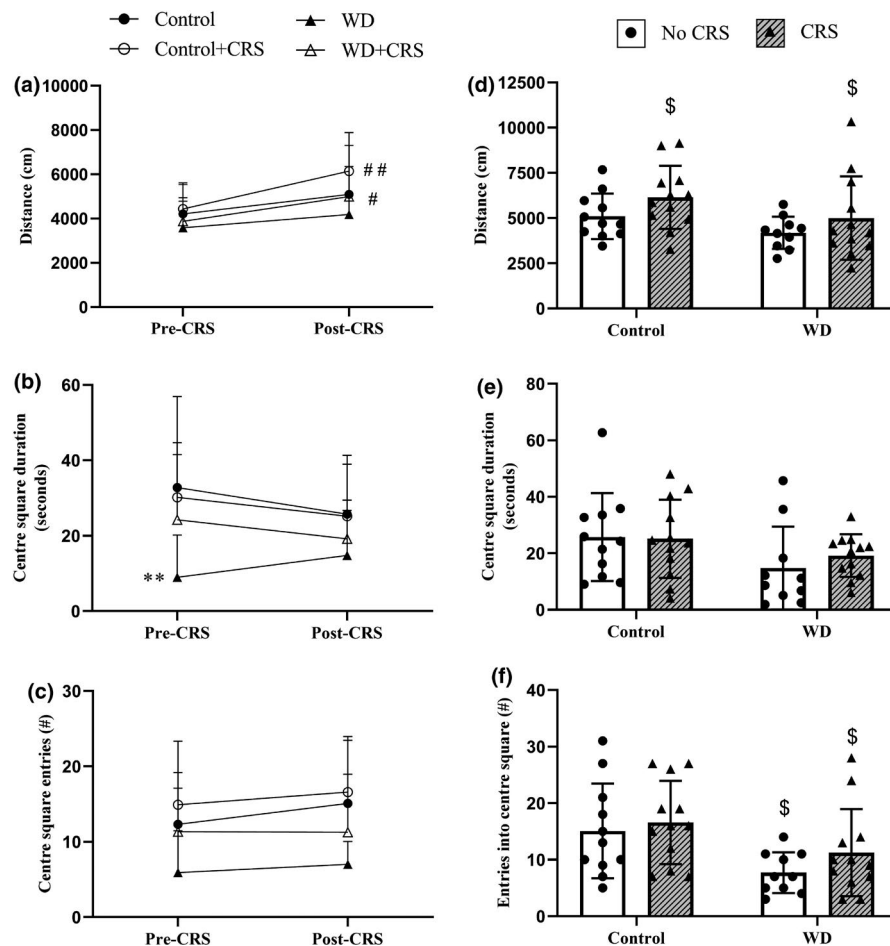 Control
WD
Control+CRS
WD+CRS
No CRS
CRS
(a)
Distance (cm)
10000
8000
6000
4000
2000
0
##
#
Pre-CRS
Post-CRS
(d)
Distance (cm)
12500
10000
7500
5000
2500
0
$
$
Control
WD
(b)
Centre square duration
(seconds)
60
40
20
0
**
Pre-CRS
Post-CRS
(e)
Centre square duration
(seconds)
80
60
40
20
0
Control
WD
(c)
Centre square entries (#)
30
20
10
0
Pre-CRS
Post-CRS
(f)
Entries into centre square (#)
40
30
20
10
0
$
$
Control
WD